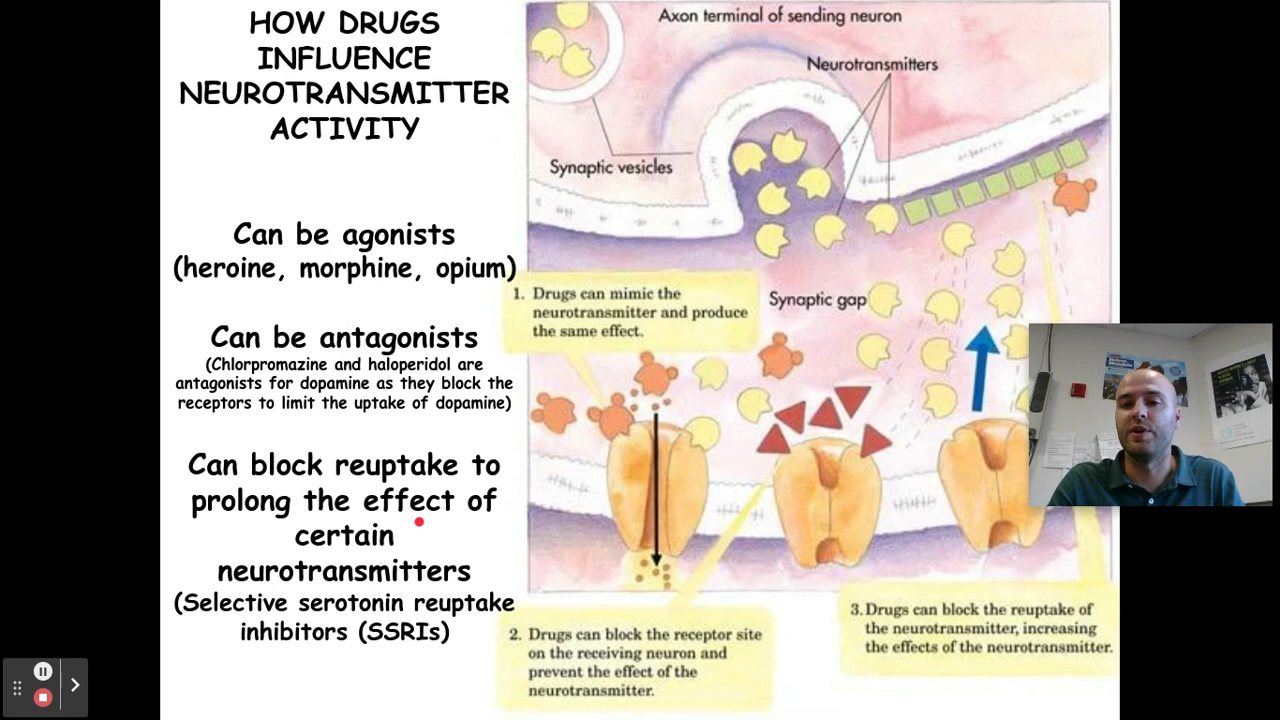 HOW DRUGS
INFLUENCE
NEUROTRANSMITTER
ACTIVITY
Can be agonists
(heroine, morphine, opium)
Can be antagonists
(Chlorpromazine and haloperidol are
antagonists for dopamine as they block the
receptors to limit the uptake of dopamine)
Can block reuptake to
prolong the effect of
certain
neurotransmitters
(Selective serotonin reuptake
inhibitors (SSRIs)
Axon terminal of sending neuron
Neurotransmitters
Synaptic vesicles
Synaptic gap
1. Drugs can mimic the
neurotransmitter and produce
the same effect.
2. Drugs can block the receptor site
on the receiving neuron and
prevent the effect of the
neurotransmitter.
3. Drugs can block the reuptake of
the neurotransmitter, increasing
the effects of the neurotransmitter.